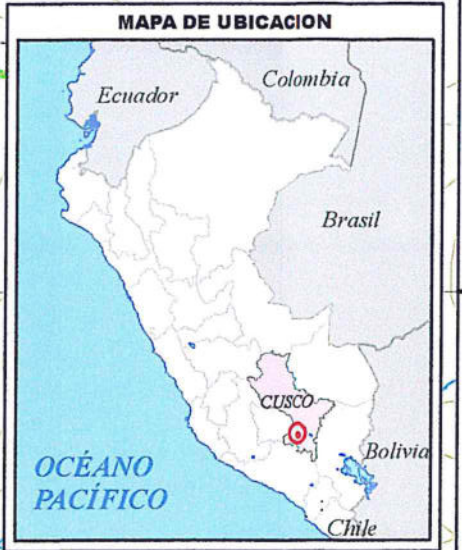 MAPA DE UBICACION
Colombia
Ecuador
Brasil
CUSCO
Bolivia
OCÉANO
PACÍFICO
Chile